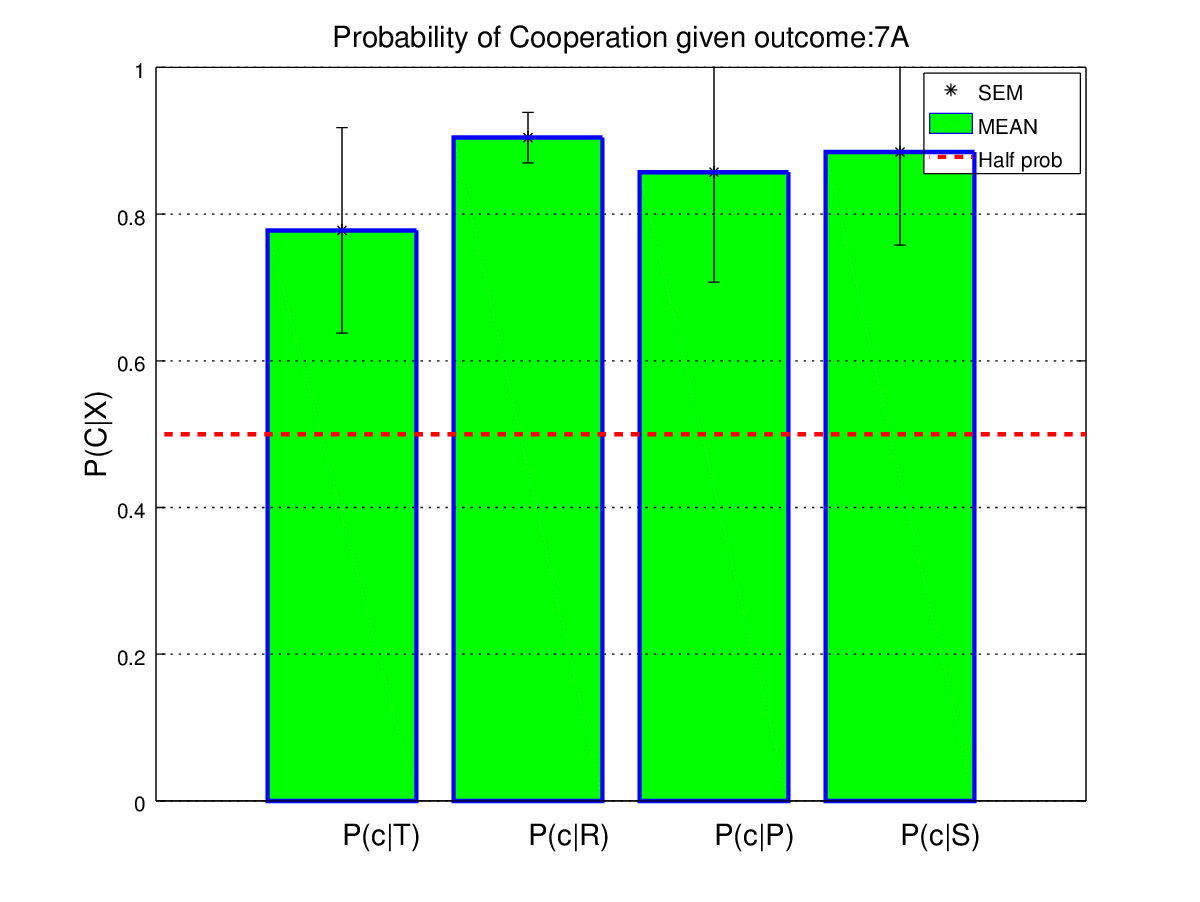 Probability of Cooperation given outcome:7A
1
0.8
0.6
0.4
0.2
0
P(C|X)
SEM
MEAN
Half prob
P(c|T) P(c|R) P(c|P) P(c|S)